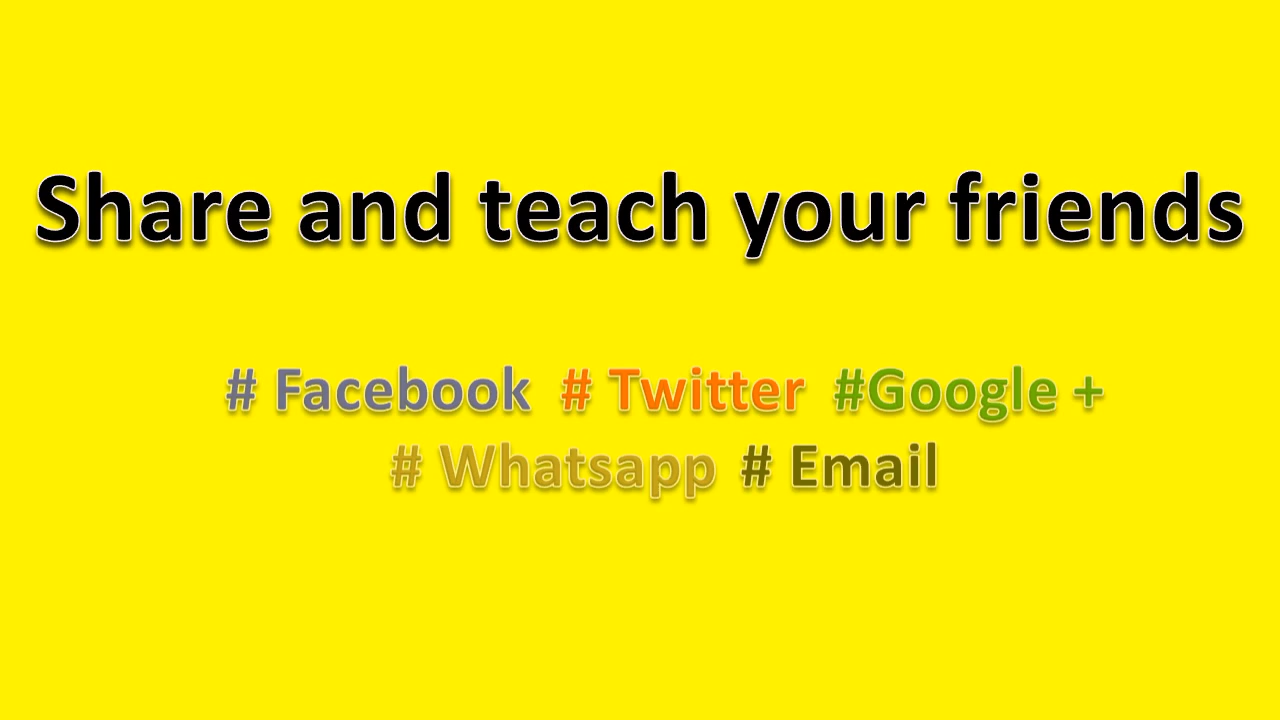 Share and teach your friends
# Facebook # Twitter #Google +
# Whatsapp # Email